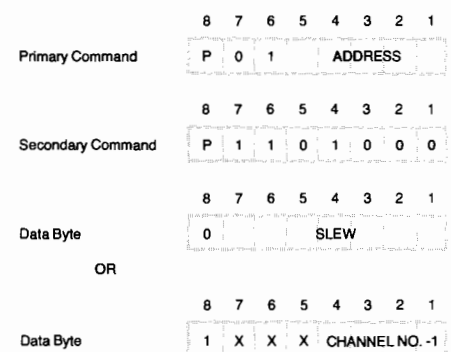 8 7 6 5 4 3 2 1
Primary Command P 0 1 ADDRESS
8 7 6 5 4 3 2 1
Secondary Command P 1 1 0 1 0 0 0
8 7 6 5 4 3 2 1
Data Byte 0 SLEW
OR
8 7 6 5 4 3 2 1
Data Byte 1 X X X CHANNEL NO. -1